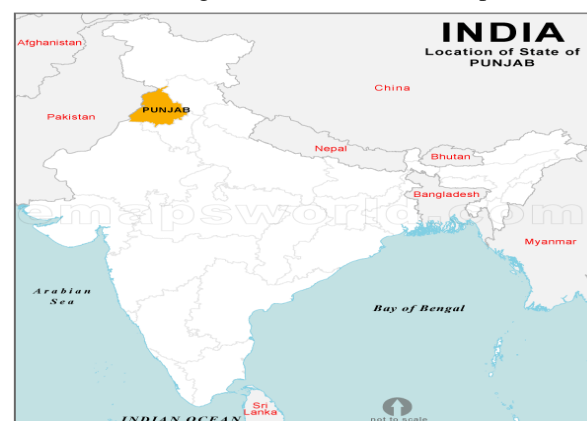 INDIA
Location of State of
PUNJAB
Afghanistan
China
PUNJAB
Pakistan
Nepal
Bhutan
Bangladesh
emapsworld.com
Myanmar
Arabian
Sea
Bay of Bengal
Sri
Lanka
INDIAN OCEAN
not to scale